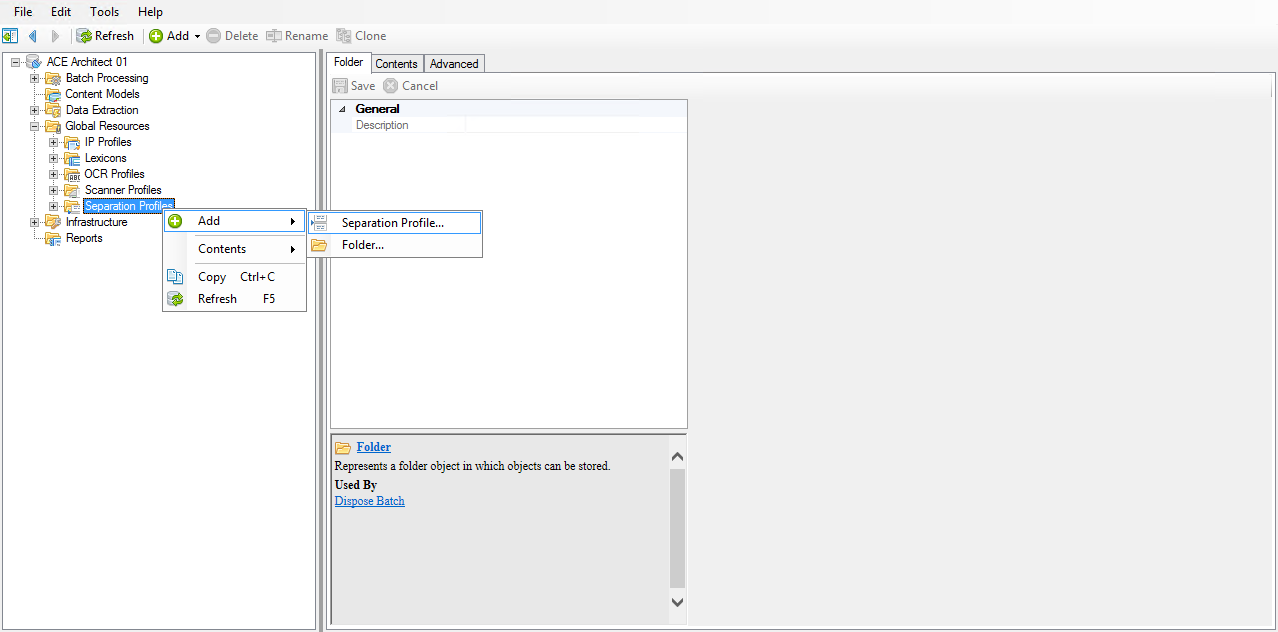 File Edit Tools Help
Refresh Add Delete Rename Clone
ACE Architect 01
Batch Processing
Content Models
Data Extraction
Global Resources
IP Profiles
Lexicons
OCR Profiles
Scanner Profiles
Separation Profiles
Infrastructure
Reports
Add
Contents
Copy Ctrl+C
Refresh F5
Separation Profile...
Folder...
Folder Contents Advanced
Save Cancel
General
Description
Folder
Represents a folder object in which objects can be stored.
Used By
Dispose Batch